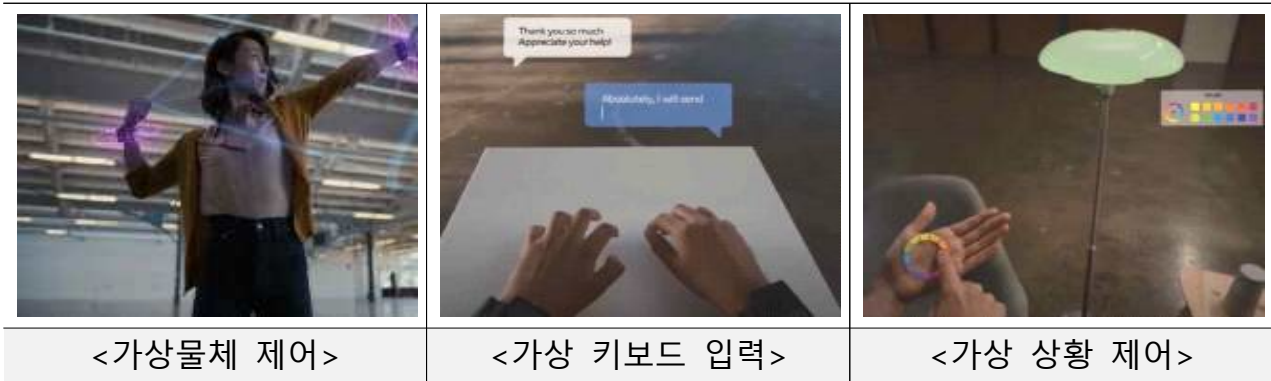 Thank you so much
Appreciate your help!
Absolutely, I will send
<가상물체 제어>
<가상 키보드 입력>
<가상 상황 제어>